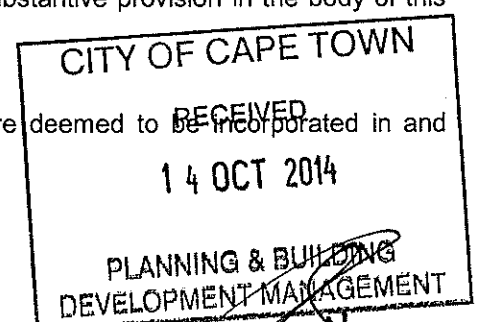 ubstantive provision in the body of this
CITY OF CAPE TOWN
re deemed to be incorporated in and
RECEIVED
14 OCT 2014
PLANNING & BUILDING
DEVELOPMENT MANAGEMENT